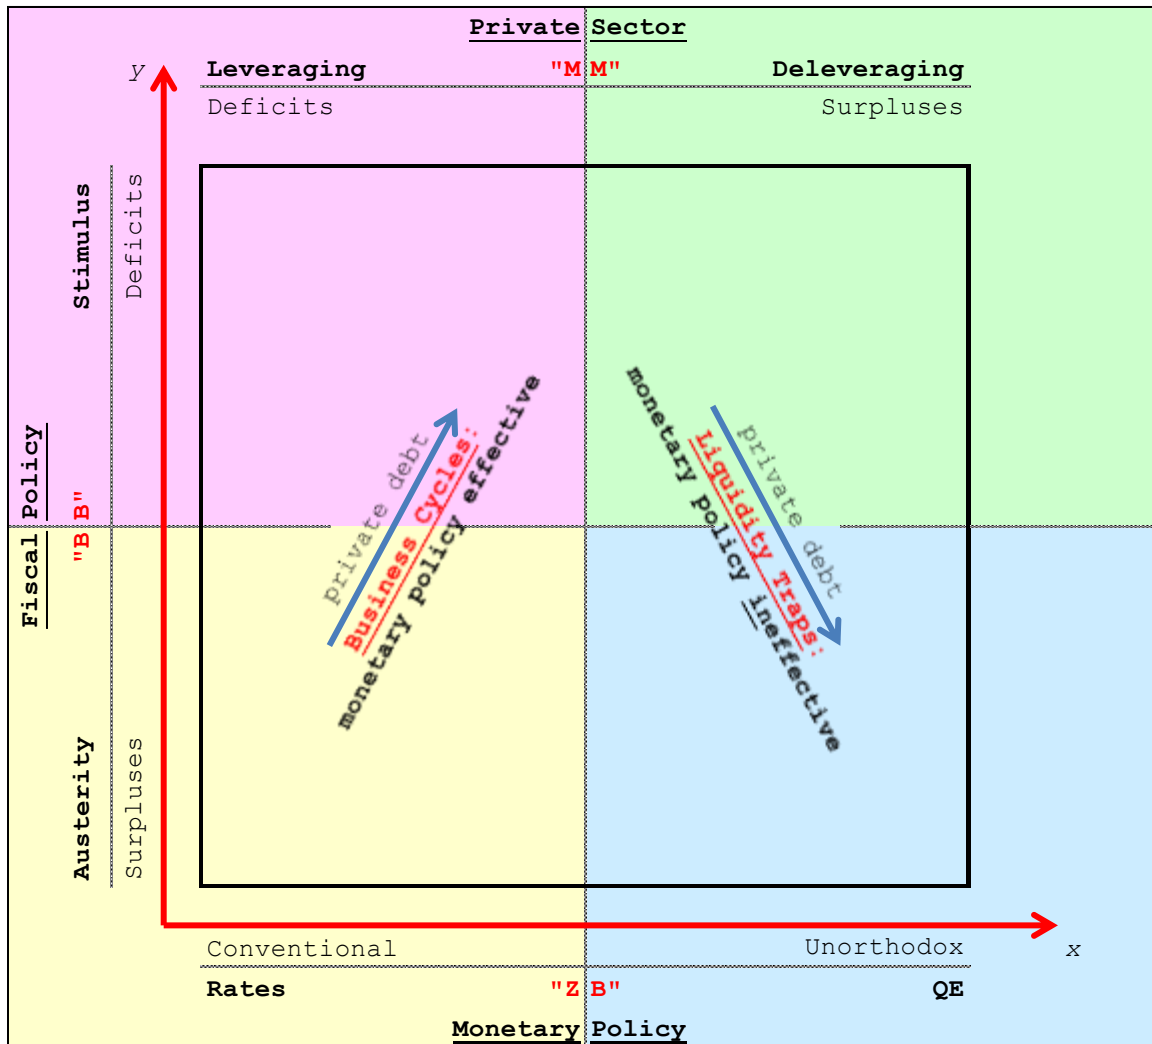 Private Sector
y
Leveraging "M M" Deleveraging
Deficits Surpluses
Fiscal Policy
"B B"
Austerity Stimulus
Surpluses Deficits
private debt
Business Cycles:
monetary policy effective
private debt
Liquidity Traps:
monetary policy ineffective
Conventional Unorthodox x
Rates "Z B" QE
Monetary Policy